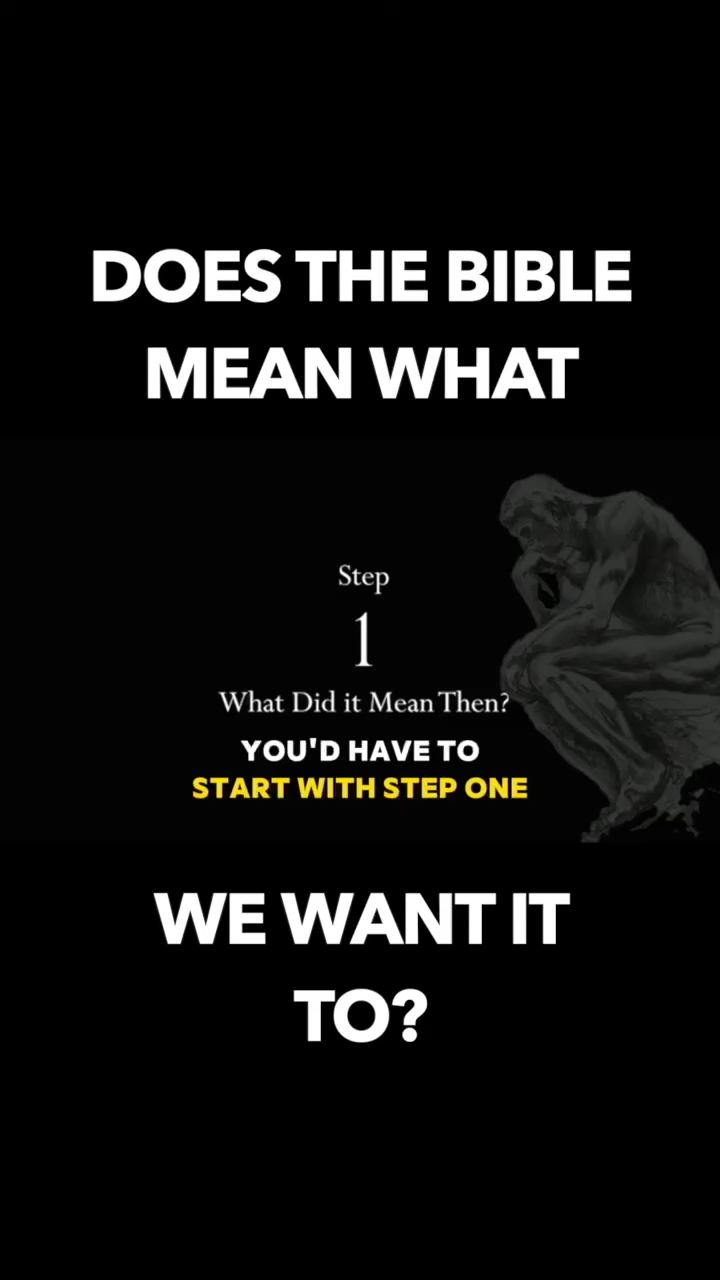 DOES THE BIBLE
MEAN WHAT
Step
1
What Did it Mean Then?
YOU'D HAVE TO
START WITH STEP ONE
WE WANT IT
TO?